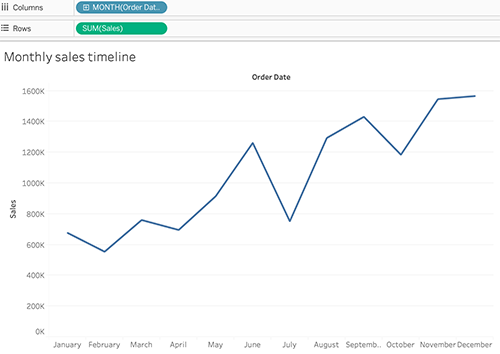 Columns
MONTH(Order Dat..
Rows
SUM(Sales)
Monthly sales timeline
Order Date
1600K
1400K
1200K
1000K
800K
600K
400K
200K
0K
Sales
January February March April May June July August Septemb.. October November December